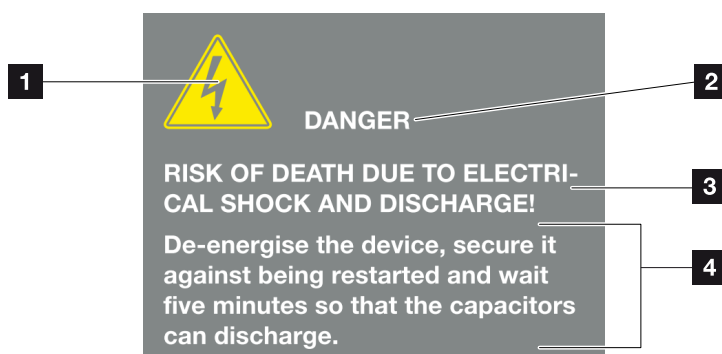 1
2
DANGER
RISK OF DEATH DUE TO ELECTRI-
3
CAL SHOCK AND DISCHARGE!
De-energise the device, secure it
against being restarted and wait
4
five minutes so that the capacitors
can discharge.